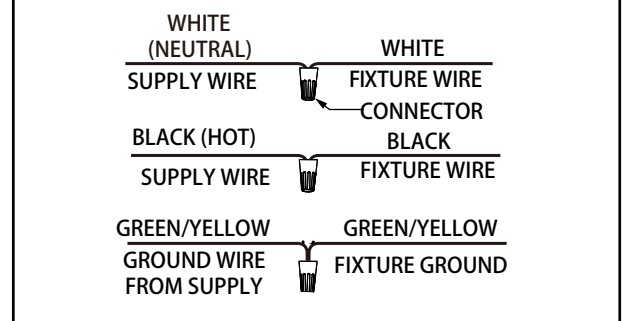 WHITE
(NEUTRAL)
SUPPLY WIRE
WHITE
FIXTURE WIRE
CONNECTOR
BLACK (HOT)
SUPPLY WIRE
BLACK
FIXTURE WIRE
GREEN/YELLOW
GROUND WIRE
FROM SUPPLY
GREEN/YELLOW
FIXTURE GROUND